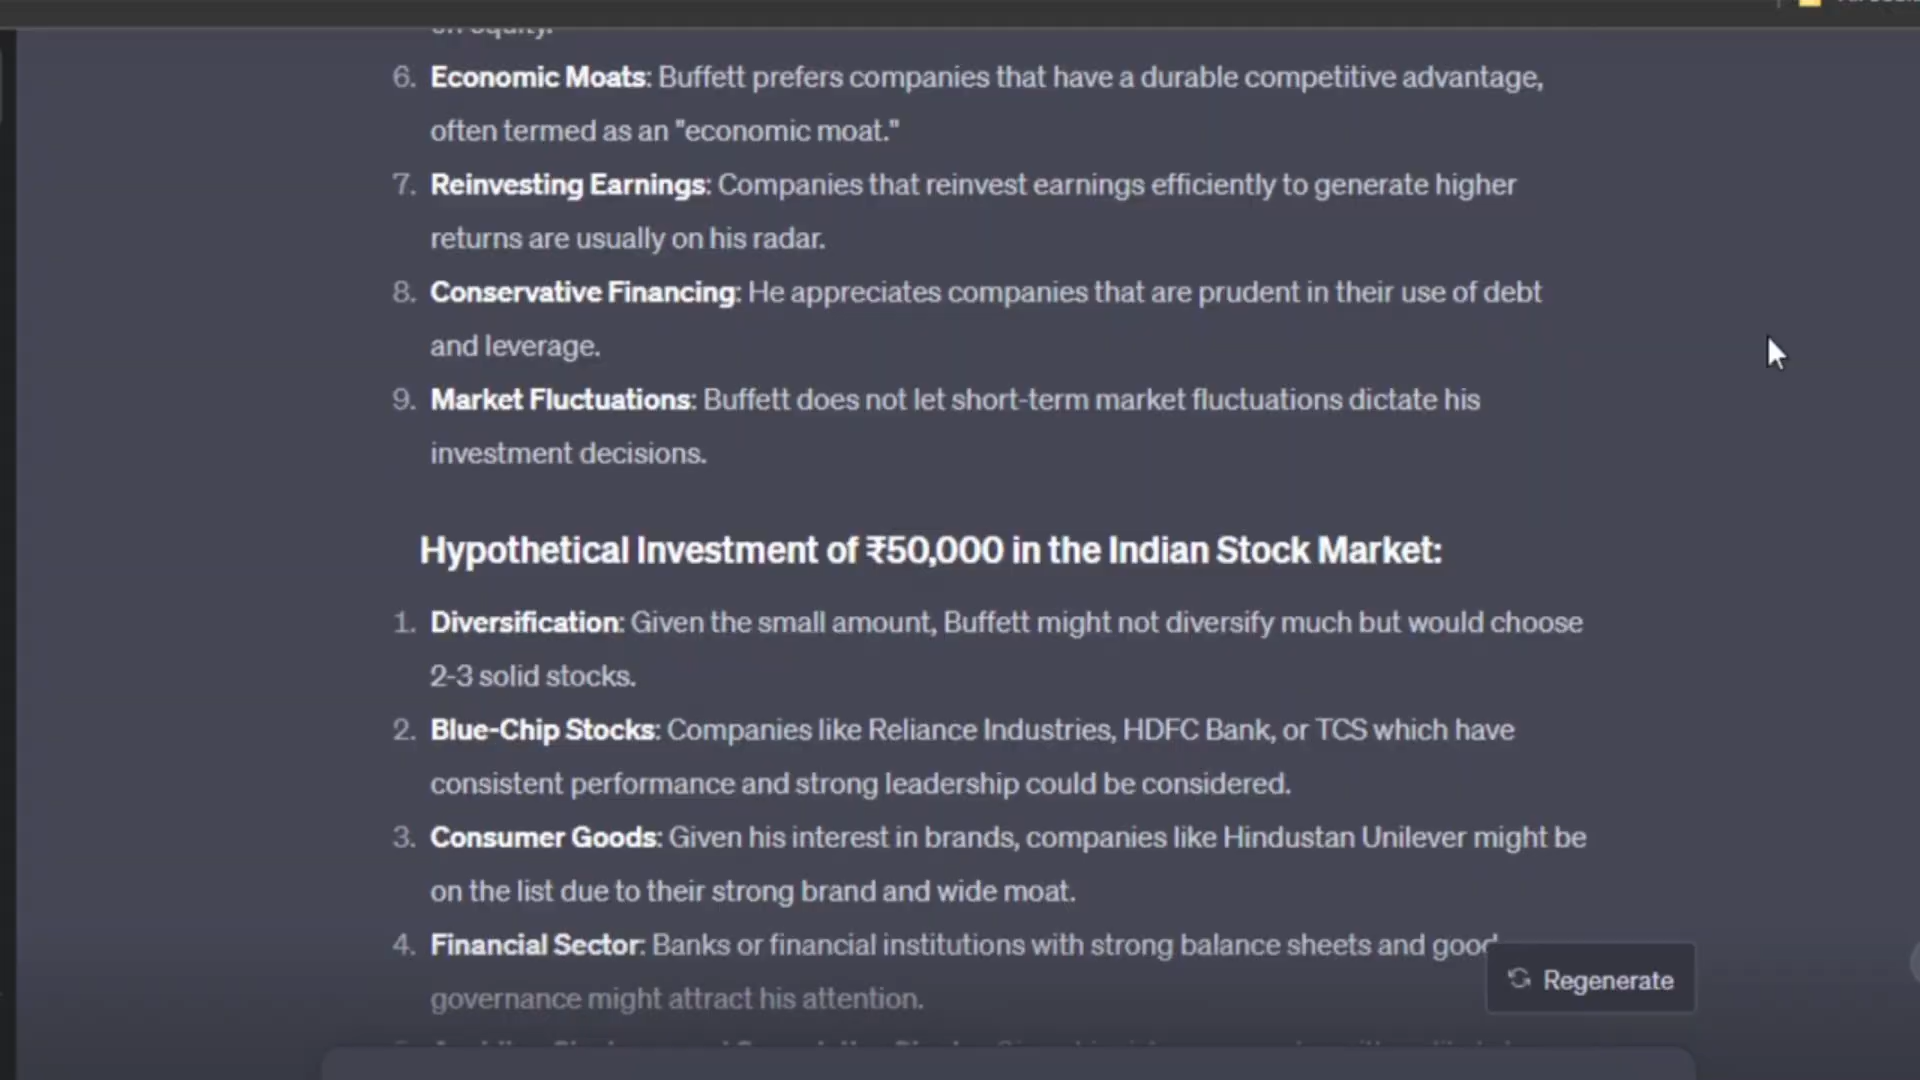 on equity.
6. Economic Moats: Buffett prefers companies that have a durable competitive advantage,
often termed as an "economic moat."
7. Reinvesting Earnings: Companies that reinvest earnings efficiently to generate higher
returns are usually on his radar.
8. Conservative Financing: He appreciates companies that are prudent in their use of debt
and leverage.
9. Market Fluctuations: Buffett does not let short-term market fluctuations dictate his
investment decisions.
Hypothetical Investment of ₹50,000 in the Indian Stock Market:
1. Diversification: Given the small amount, Buffett might not diversify much but would choose
2-3 solid stocks.
2. Blue-Chip Stocks: Companies like Reliance Industries, HDFC Bank, or TCS which have
consistent performance and strong leadership could be considered.
3. Consumer Goods: Given his interest in brands, companies like Hindustan Unilever might be
on the list due to their strong brand and wide moat.
4. Financial Sector: Banks or financial institutions with strong balance sheets and good
governance might attract his attention.
Regenerate